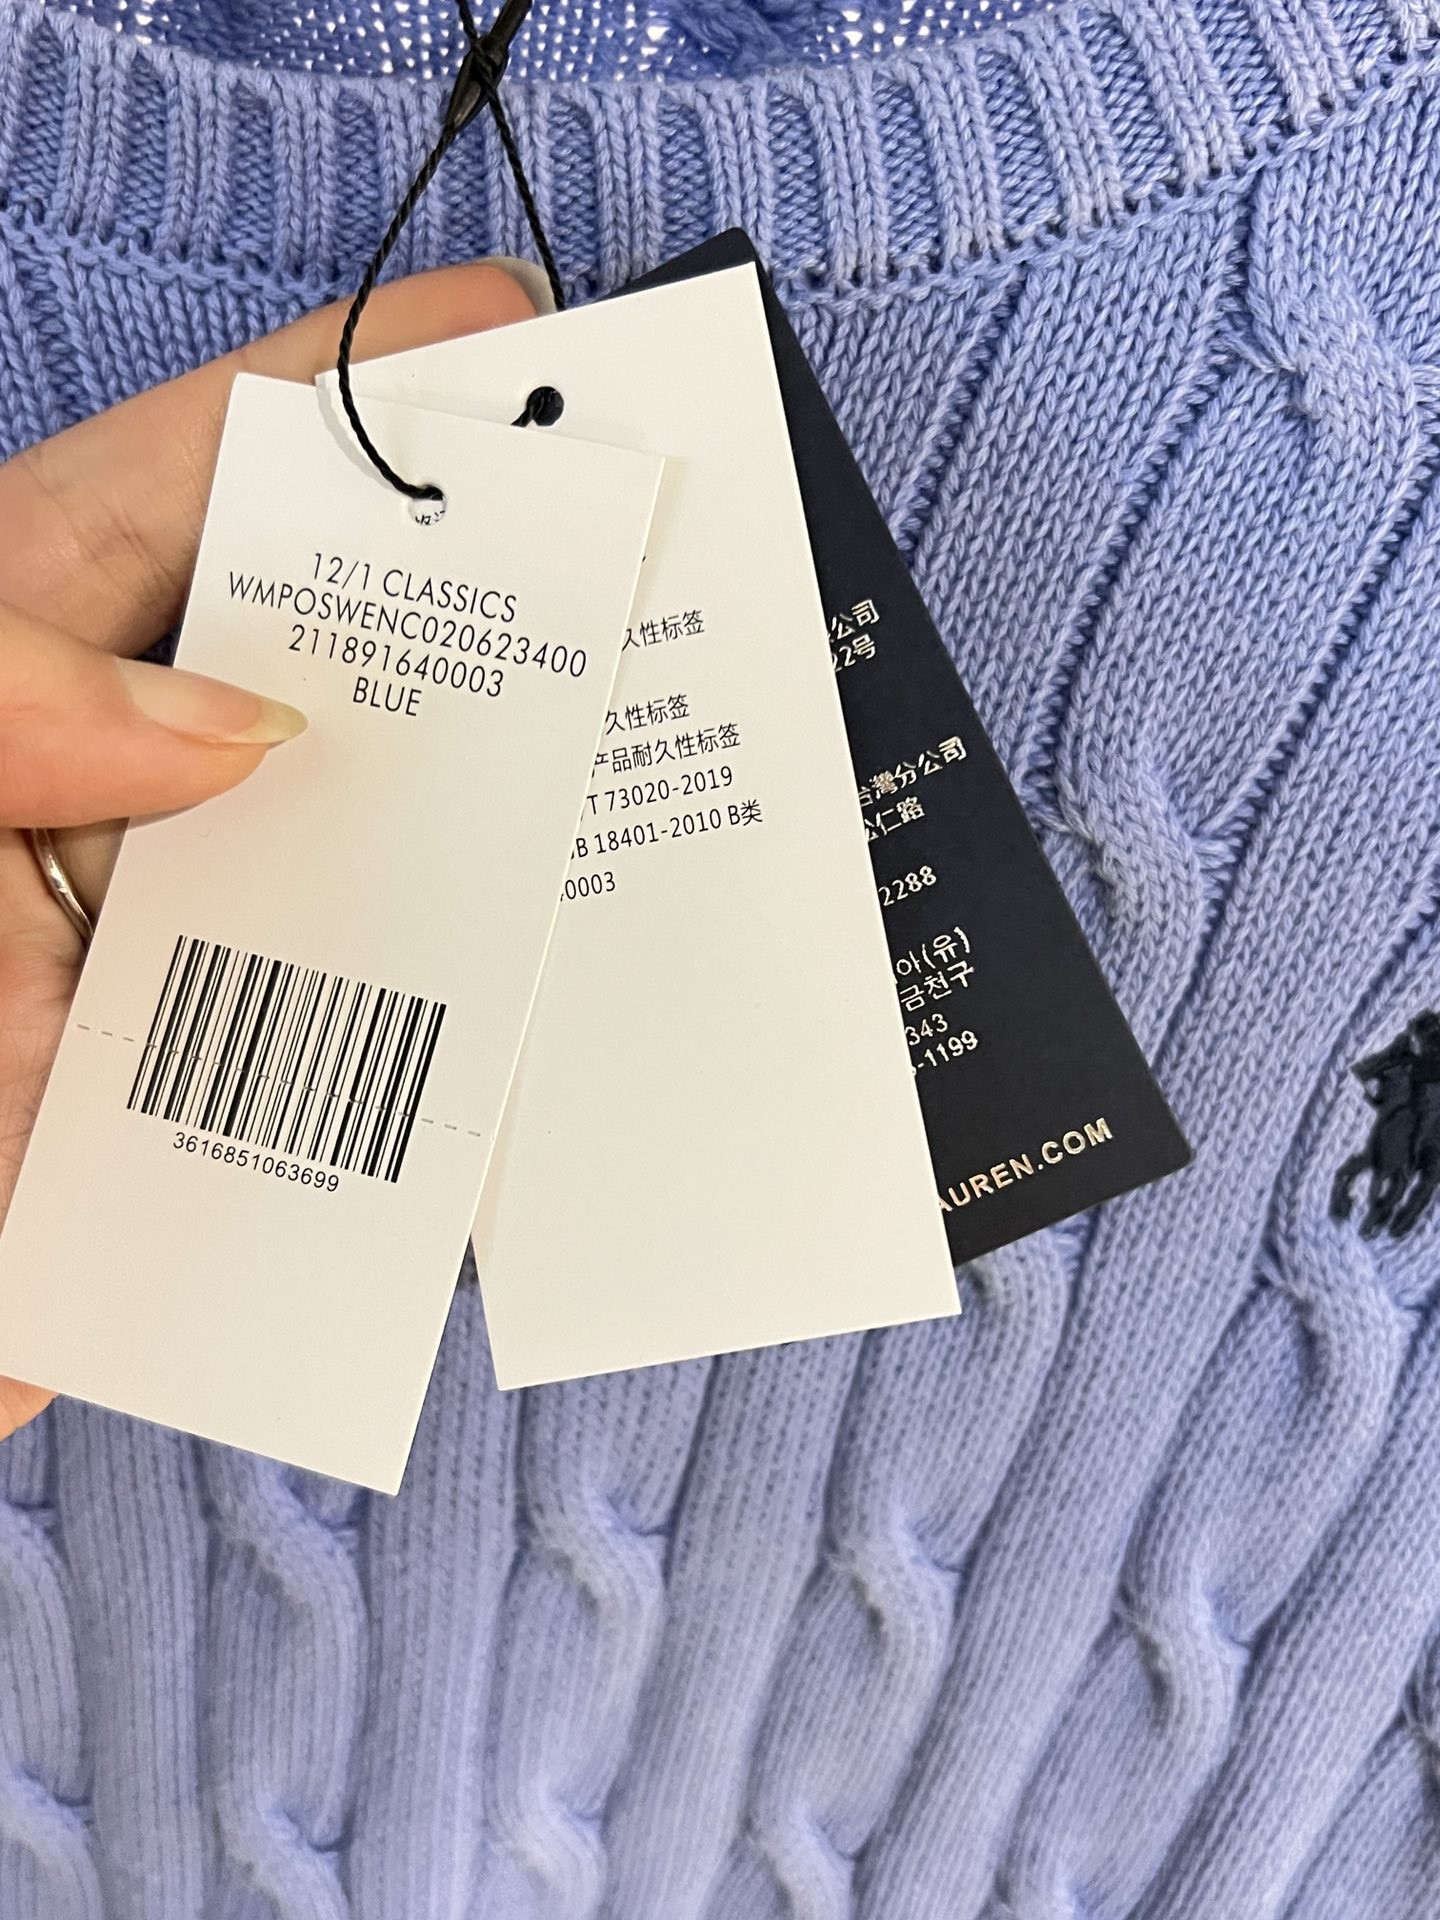 12/1 CLASSICS
WMPOSWENC020623400
211891640003
BLUE
3616851063699
久性标签
久性标签
产品耐久性标签
T 73020-2019
B 18401-2010 B类
0003
公司
22号
台灣分公司
仁路
2288
아(유)
금천구
343
-1199
AUREN.COM